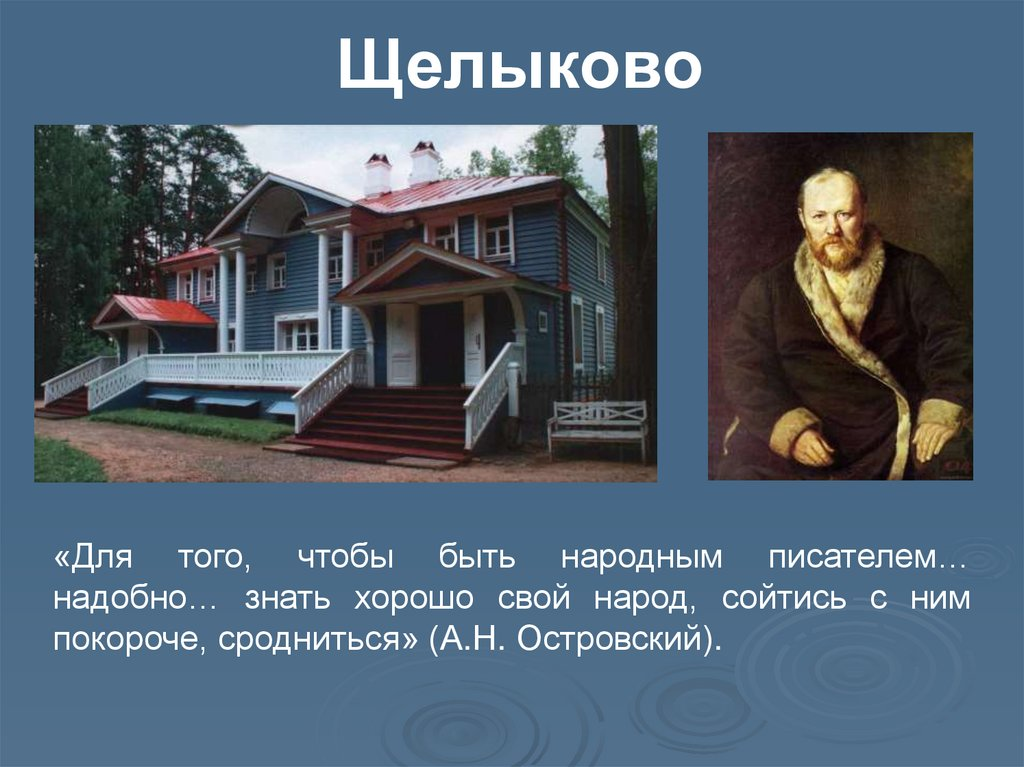 Щелыково
«Для того, чтобы быть народным писателем…
надобно… знать хорошо свой народ, сойтись с ним
покороче, сродниться» (А.Н. Островский).